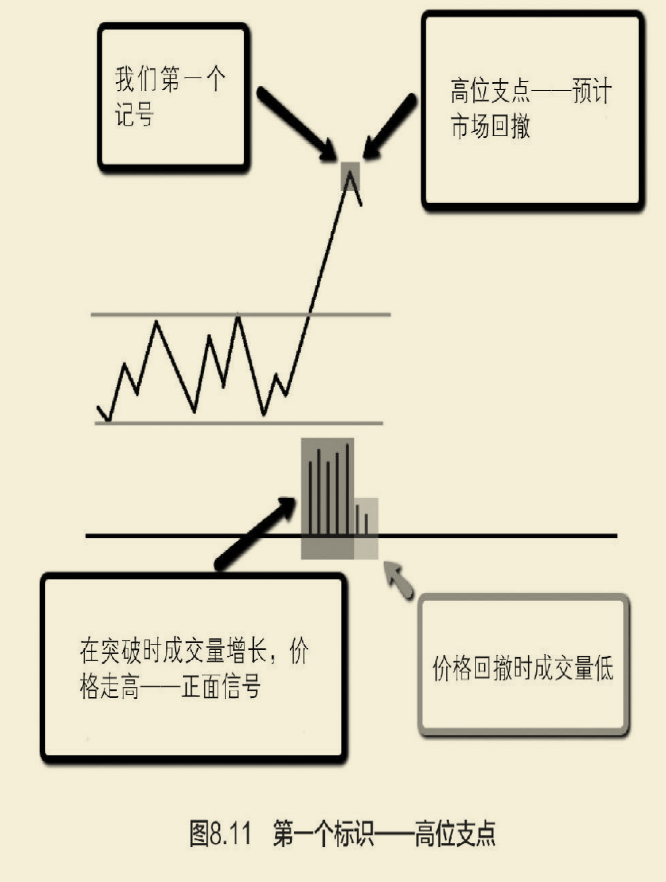 我们第一个
记号
高位支点——预计
市场回撤
在突破时成交量增长，价
格走高——正面信号
价格回撤时成交量低
图8.11 第一个标识——高位支点